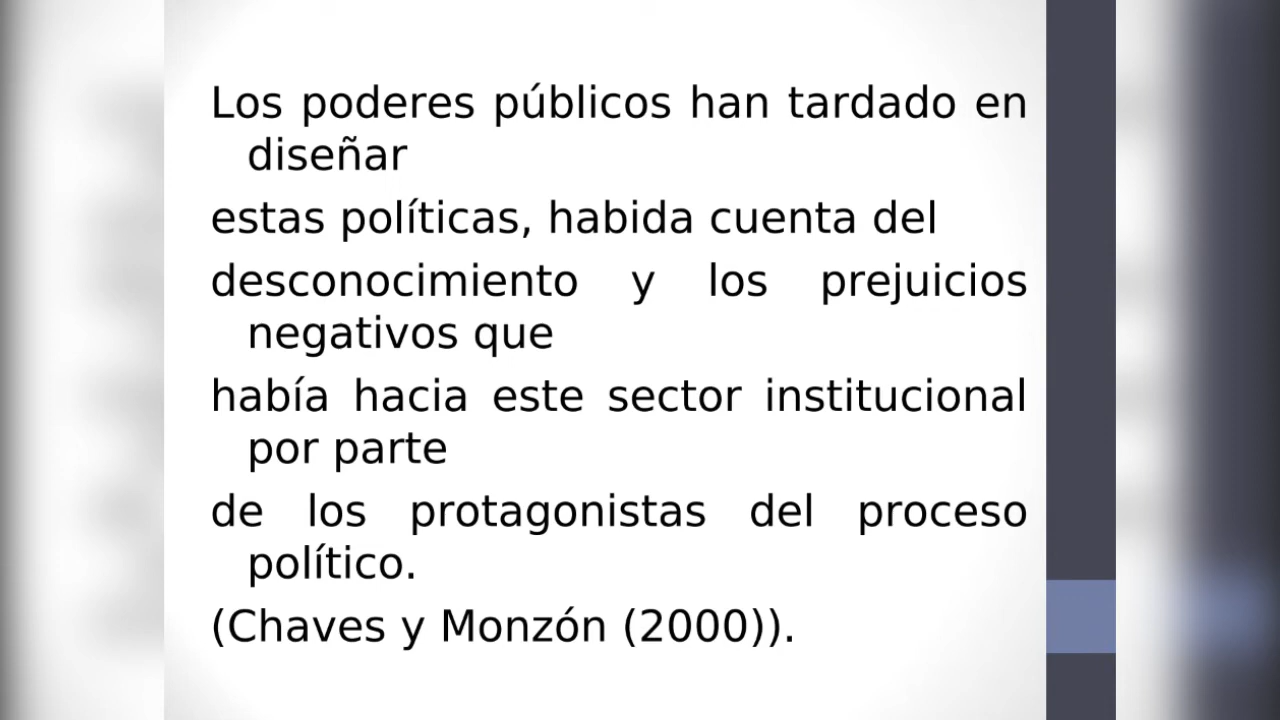 Los poderes públicos han tardado en
diseñar
estas políticas, habida cuenta del
desconocimiento y los prejuicios
negativos que
había hacia este sector institucional
por parte
de los protagonistas del proceso
político.
(Chaves y Monzón (2000)).